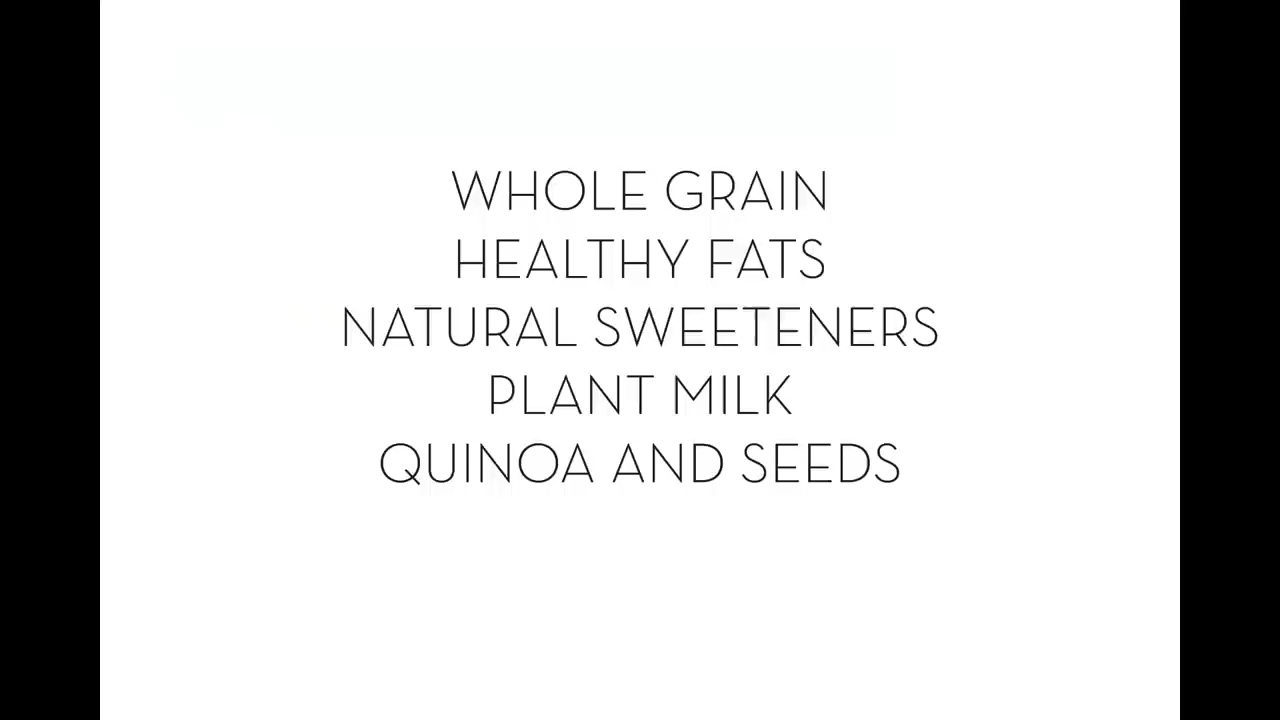 WHOLE GRAIN
HEALTHY FATS
NATURAL SWEETENERS
PLANT MILK
QUINOA AND SEEDS